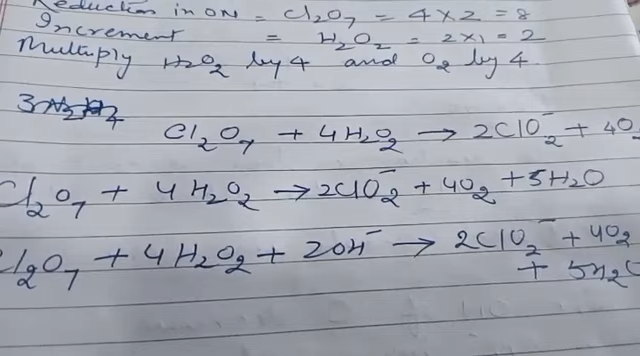 Reduction in ON = Cl2O7 = 4×2 = 8
Increment = H2O2 = 2×1 = 2
Multiply H2O2 by 4 and O2 by 4
Cl2O7 + 4H2O2 → 2ClO2⁻ + 4O2
Cl2O7 + 4H2O2 → 2ClO2⁻ + 4O2 + 5H2O
Cl2O7 + 4H2O2 + 2OH⁻ → 2ClO2⁻ + 4O2
+ 5H2O